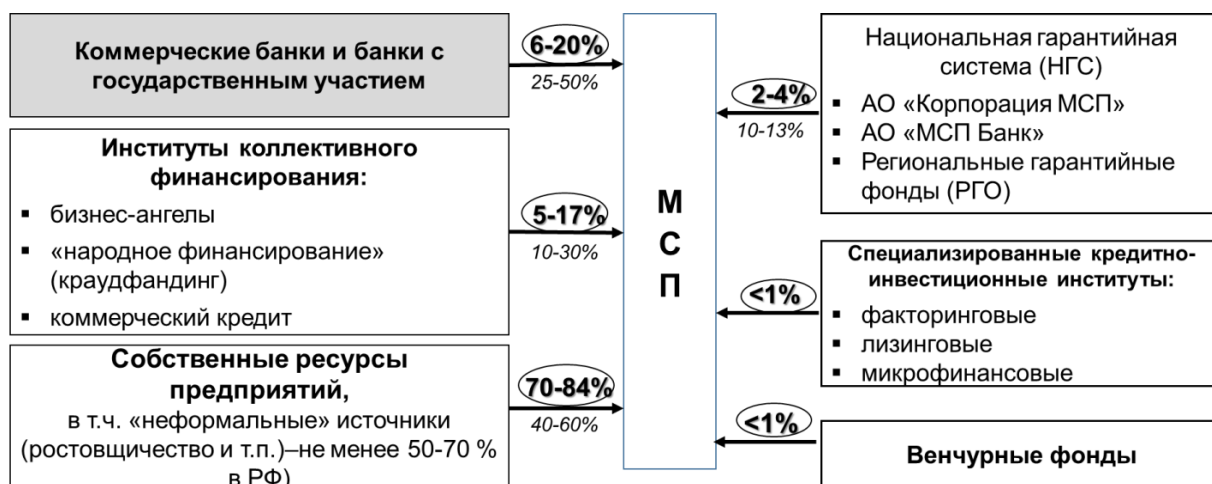 Коммерческие банки и банки с
государственным участием
6-20%
25-50%
Институты коллективного
финансирования:
▪ бизнес-ангелы
▪ «народное финансирование»
(краудфандинг)
▪ коммерческий кредит
5-17%
10-30%
Собственные ресурсы
предприятий,
в т.ч. «неформальные» источники
(ростовщичество и т.п.)–не менее 50-70 %
в РФ)
70-84%
40-60%
М
С
П
Национальная гарантийная
система (НГС)
▪ АО «Корпорация МСП»
▪ АО «МСП Банк»
▪ Региональные гарантийные
фонды (РГО)
2-4%
10-13%
Специализированные кредитно-
инвестиционные институты:
▪ факторинговые
▪ лизинговые
▪ микрофинансовые
<1%
Венчурные фонды
<1%